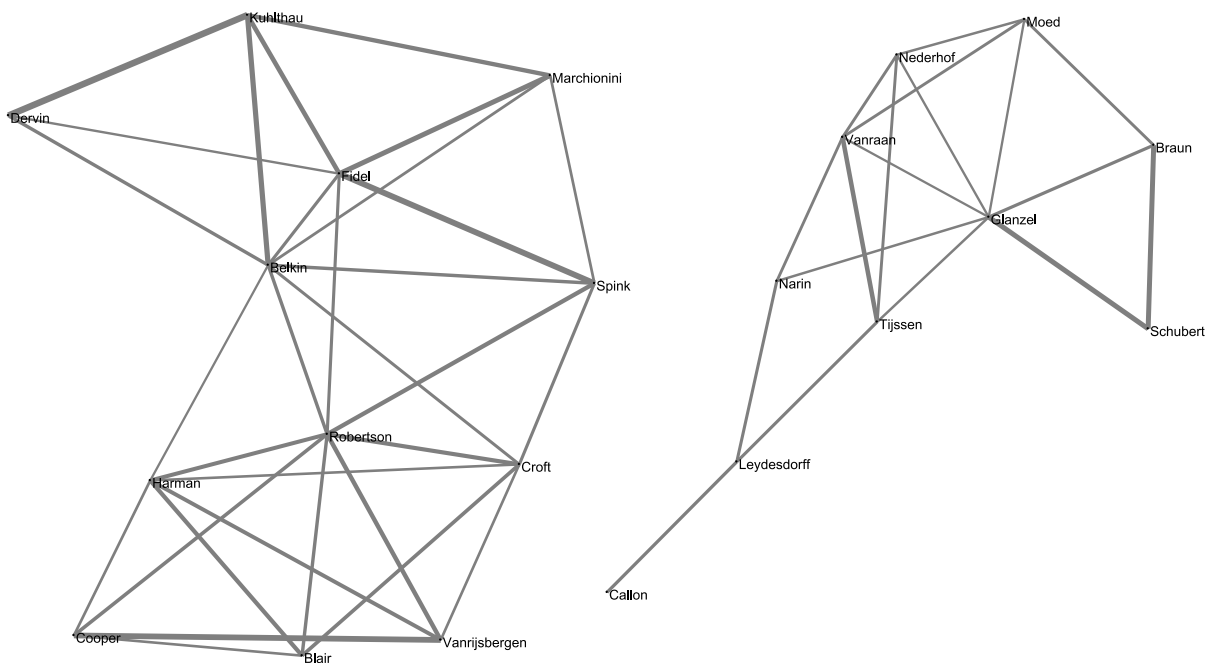 Kuhlthau
Moed
Nederhof
Marchionini
Dervin
Vanraan
Braun
Fidel
Glanzel
Belkin
Spink
Narin
Tijssen
Schubert
Robertson
Croft
Leydesdorff
Harman
Callon
Cooper
Vanrijsbergen
Blair